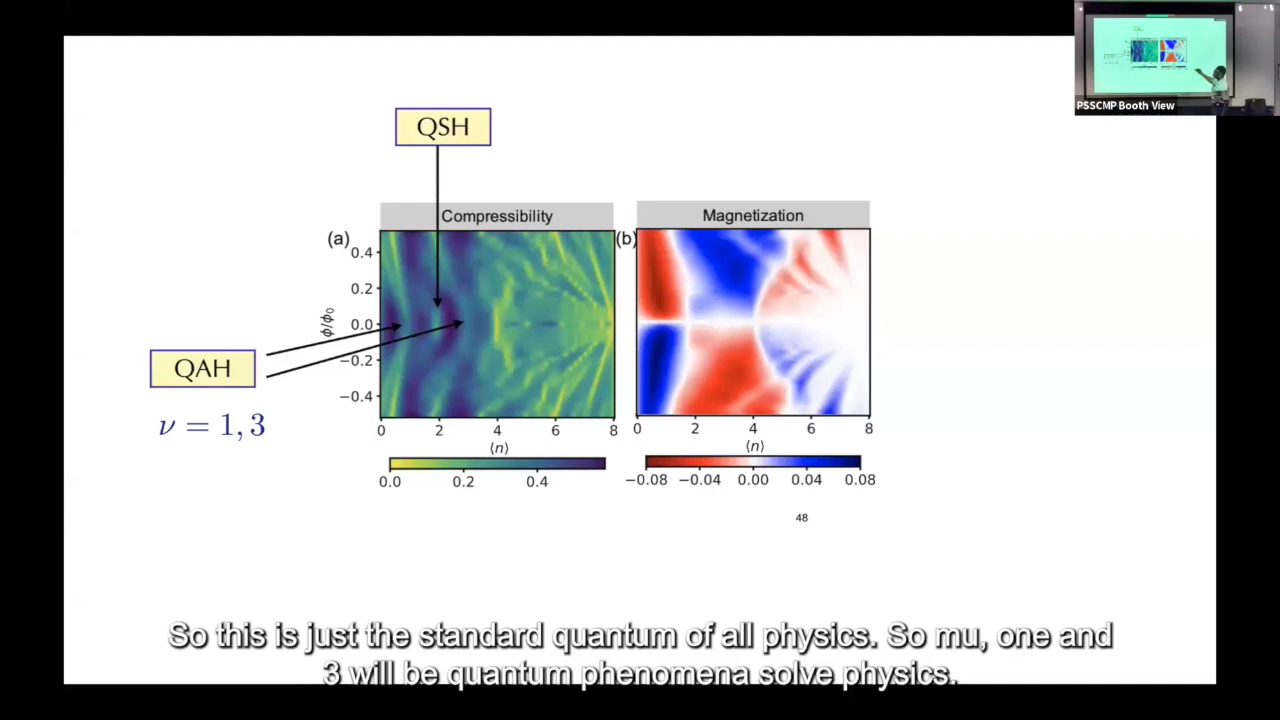 PSSCMP Booth View
QSH
Compressibility
Magnetization
(a)
(b)
0.4
0.2
0.0
−0.2
−0.4
ϕ/ϕ₀
QAH
ν = 1, 3
0 2 4 6 8
⟨n⟩
0.0 0.2 0.4
0 2 4 6 8
⟨n⟩
−0.08 −0.04 0.00 0.04 0.08
48
So this is just the standard quantum of all physics. So mu, one and
3 will be quantum phenomena solve physics.